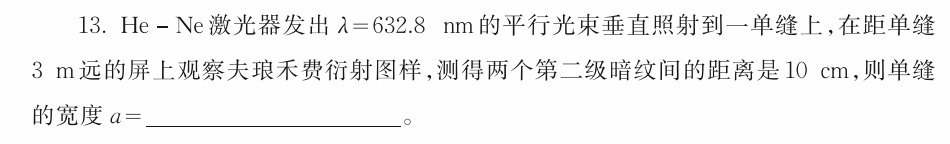 13. He－Ne激光器发出 λ=632.8 nm的平行光束垂直照射到一单缝上,在距单缝
3 m远的屏上观察夫琅禾费衍射图样,测得两个第二级暗纹间的距离是10 cm,则单缝
的宽度 a=____________________。